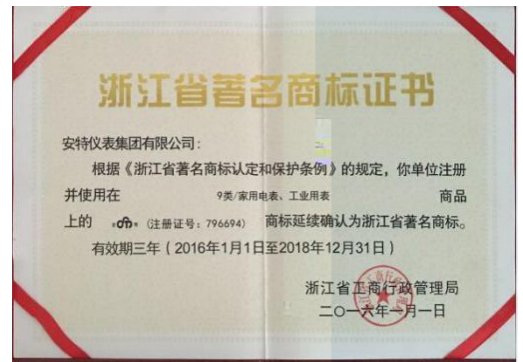 浙江省著名商标证书
安特仪表集团有限公司：
根据《浙江省著名商标认定和保护条例》的规定，你单位注册
并使用在 9类/家用电表、工业用表 商品
上的 （注册证号：796694） 商标延续确认为浙江省著名商标。
有效期三年（2016年1月1日至2018年12月31日）
浙江省工商行政管理局
二○一六年一月一日